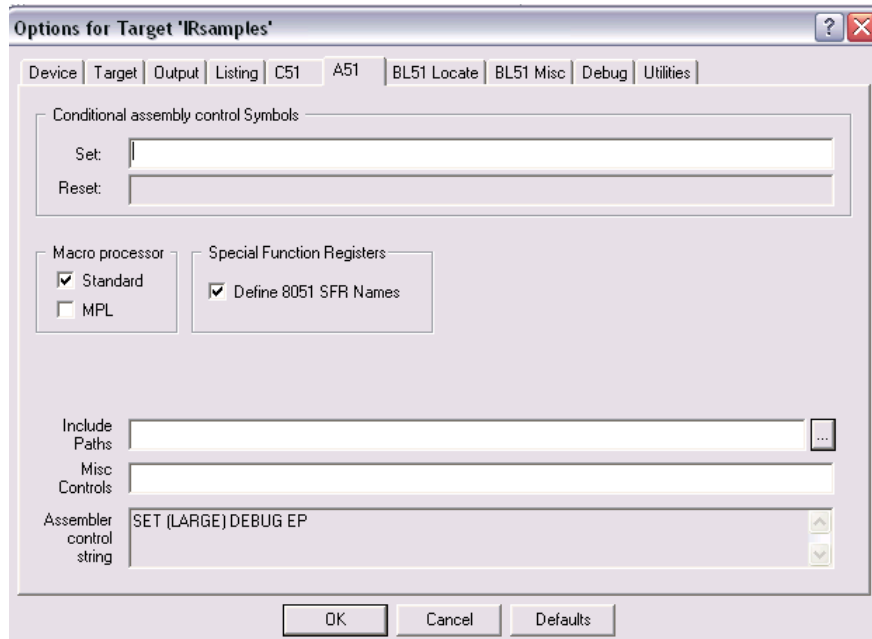 Options for Target 'IRsamples'
Device Target Output Listing C51 A51 BL51 Locate BL51 Misc Debug Utilities
Conditional assembly control Symbols
Set:
Reset:
Macro processor
Standard
MPL
Special Function Registers
Define 8051 SFR Names
Include
Paths
...
Misc
Controls
Assembler
control
string
SET (LARGE) DEBUG EP
OK Cancel Defaults